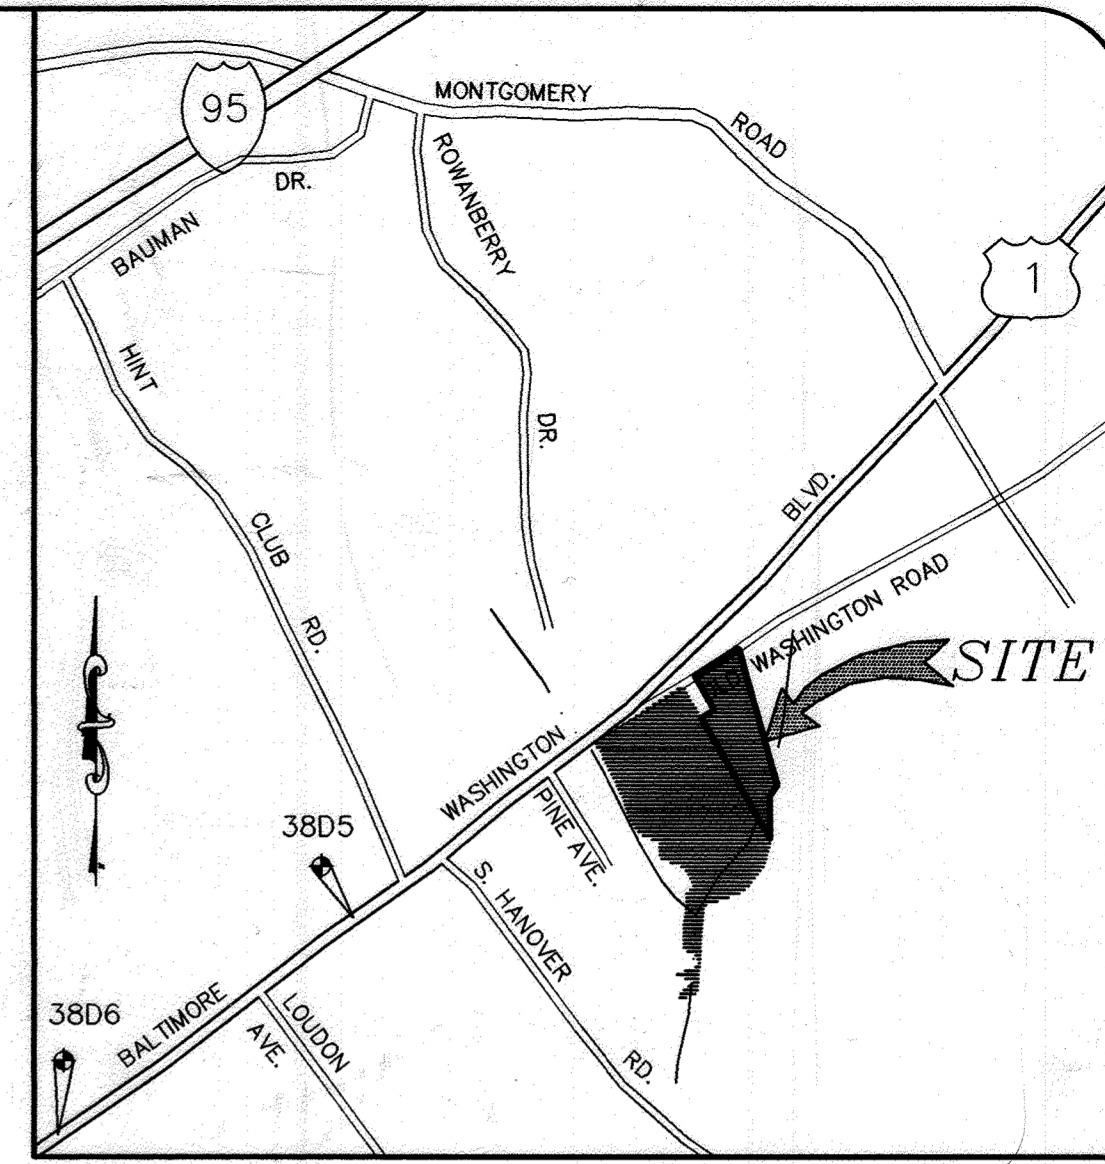 95
MONTGOMERY
ROAD
DR.
BAUMAN
ROWANBERRY
DR.
1
HINT
CLUB
RD.
BLVD.
WASHINGTON ROAD
SITE
WASHINGTON
PINE AVE.
38D5
S. HANOVER
RD.
38D6
BALTIMORE
LOUDON
AVE.